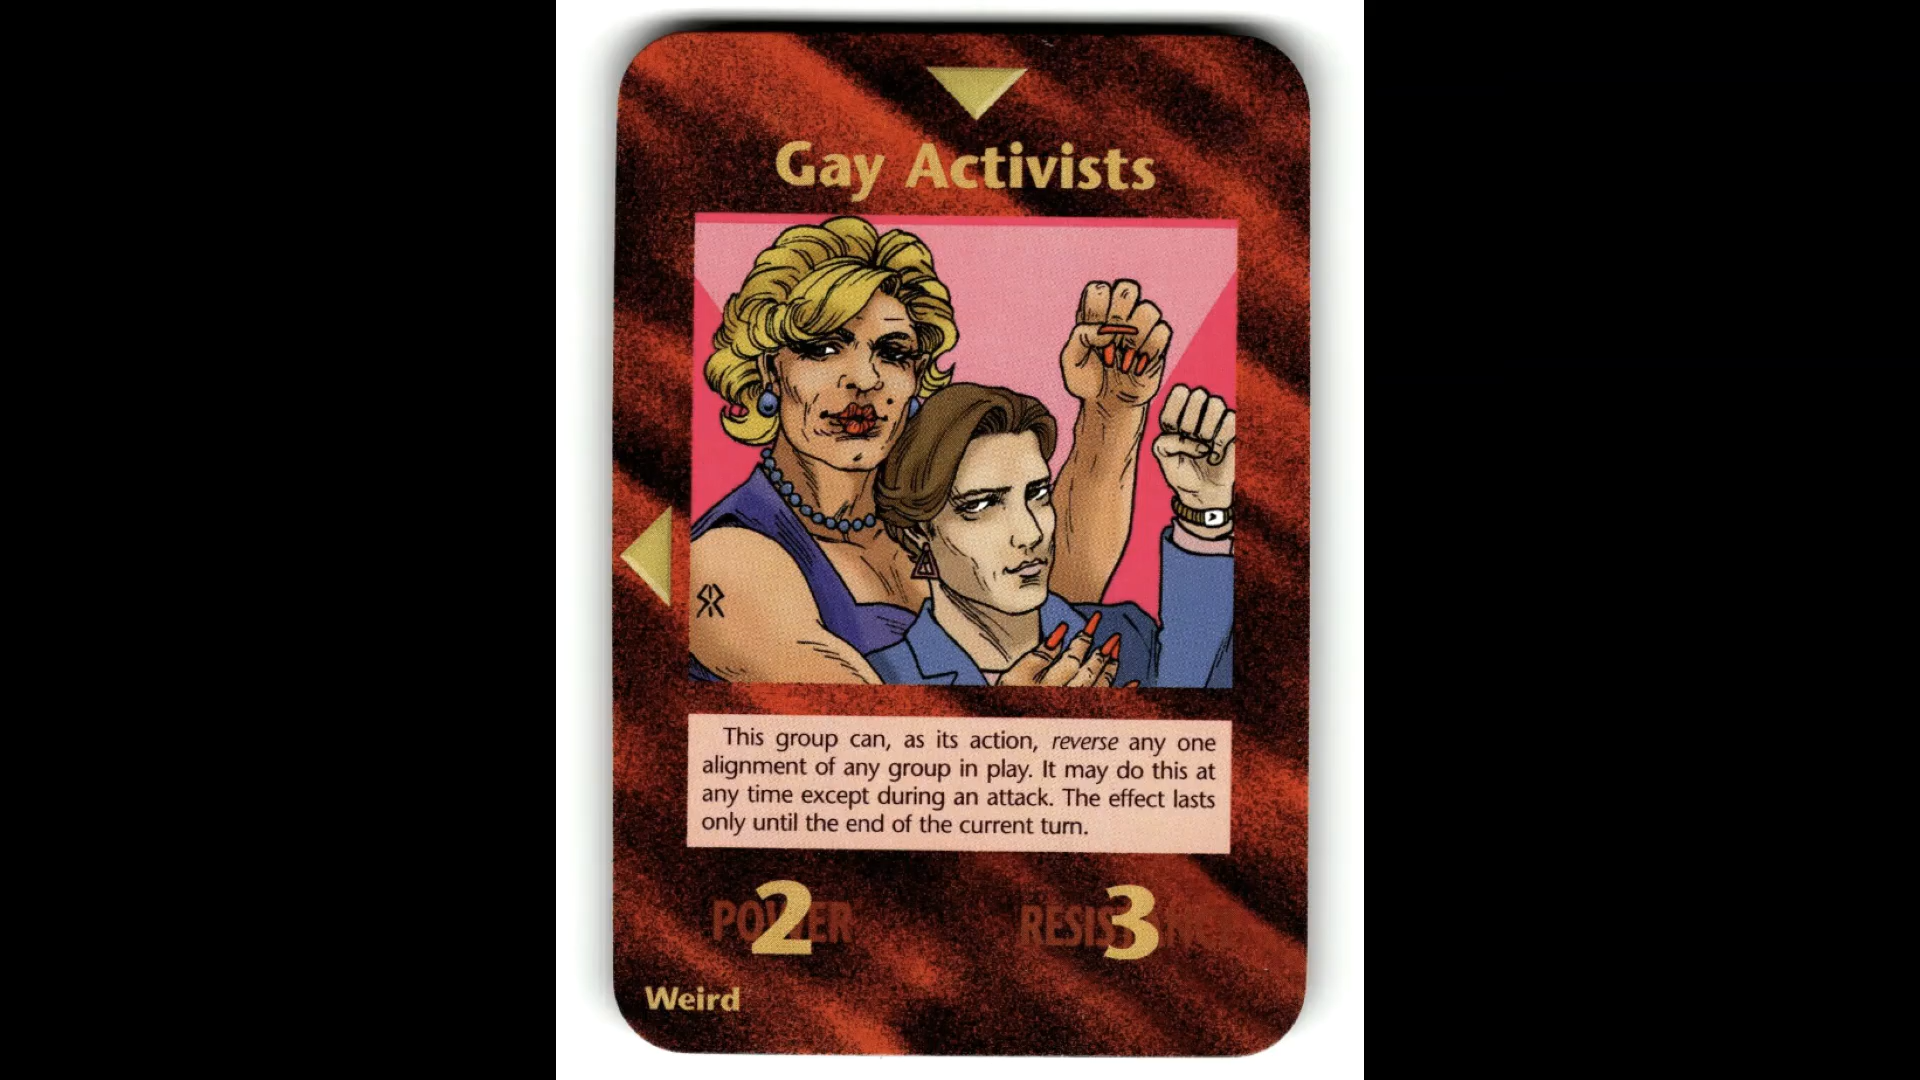 Gay Activists
This group can, as its action, reverse any one
alignment of any group in play. It may do this at
any time except during an attack. The effect lasts
only until the end of the current turn.
POWER 2 RESISTANCE 3
Weird